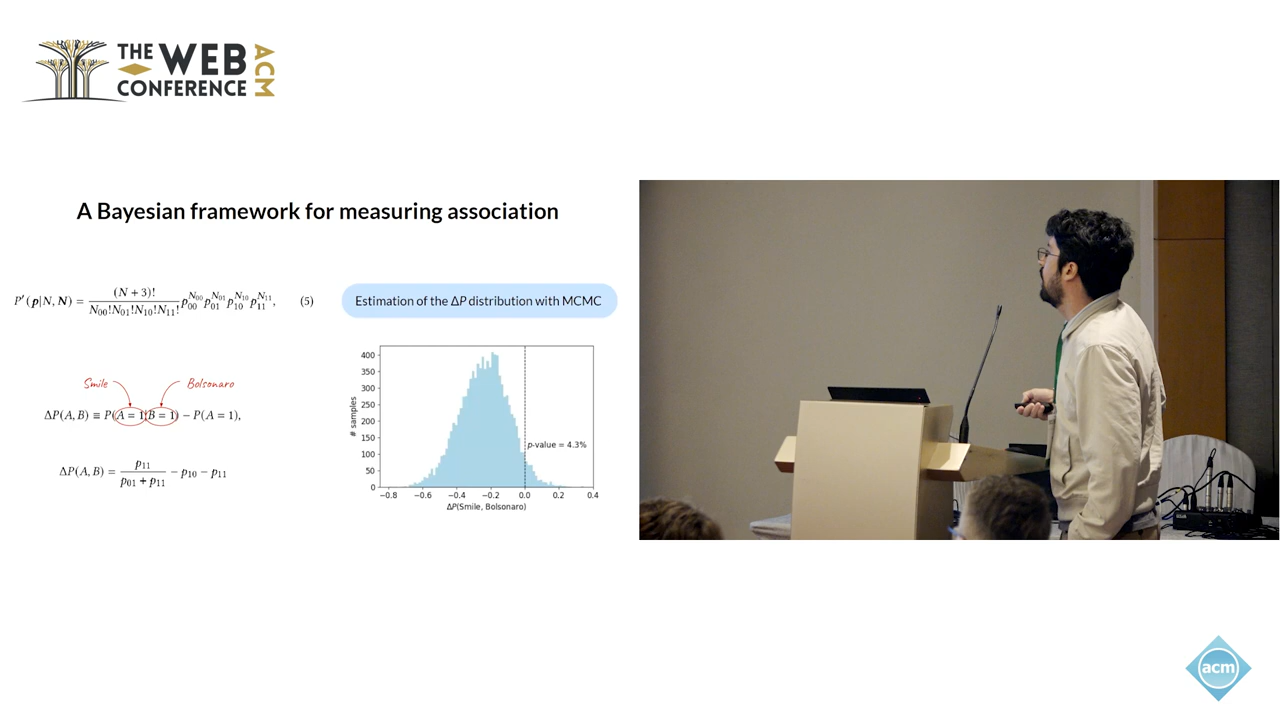 THE WEB
CONFERENCE
ACM
A Bayesian framework for measuring association
P′(p|N, N) = (N + 3)! / N00!N01!N10!N11! p00^N00 p01^N01 p10^N10 p11^N11, (5)
Estimation of the ΔP distribution with MCMC
Smile
Bolsonaro
ΔP(A, B) ≡ P(A = 1|B = 1) − P(A = 1),
ΔP(A, B) = p11 / p01 + p11 − p10 − p11
# samples
400
350
300
250
200
150
100
50
0
p-value = 4.3%
−0.8 −0.6 −0.4 −0.2 0.0 0.2 0.4
ΔP(Smile, Bolsonaro)
acm